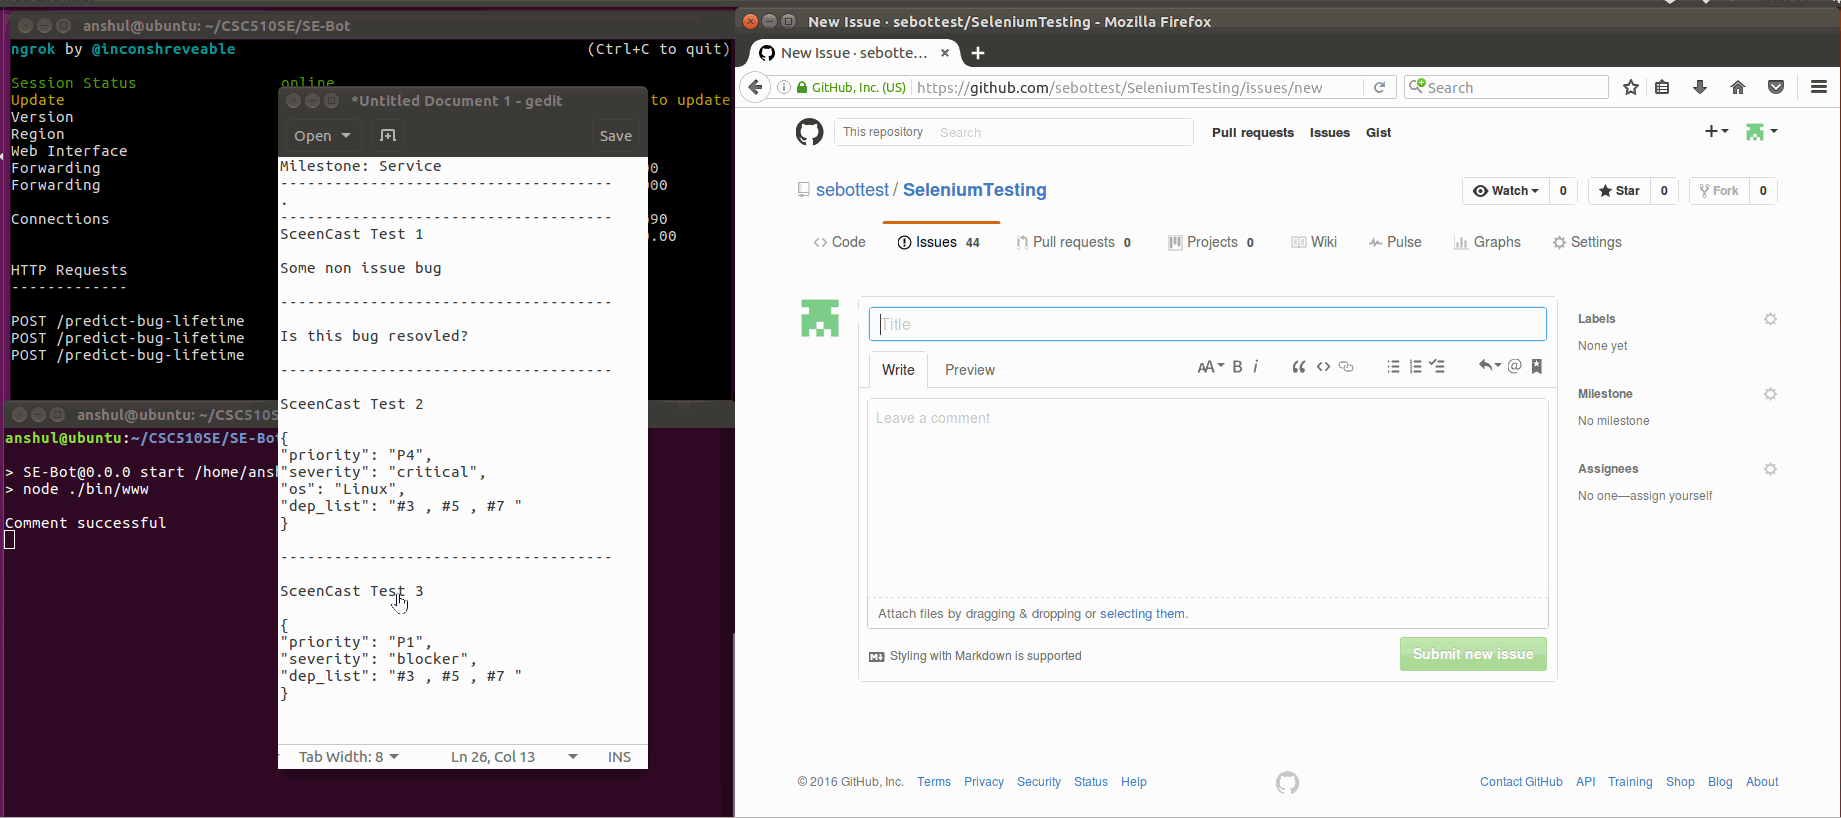 anshul@ubuntu: ~/CSC510SE/SE-Bot
ngrok by @inconshreveable (Ctrl+C to quit)
Session Status online
Update to update
Version
Region
Web Interface
Forwarding 00
Forwarding 000
Connections 90
.00
HTTP Requests
-------------
POST /predict-bug-lifetime
POST /predict-bug-lifetime
POST /predict-bug-lifetime
anshul@ubuntu: ~/CSC510S
anshul@ubuntu:~/CSC510SE/SE-Bot
> SE-Bot@0.0.0 start /home/ansh
> node ./bin/www
Comment successful
*Untitled Document 1 - gedit
Open Save
Milestone: Service
-------------------------------------
.
-------------------------------------
SceenCast Test 1
Some non issue bug
-------------------------------------
Is this bug resovled?
-------------------------------------
SceenCast Test 2
{
"priority": "P4",
"severity": "critical",
"os": "Linux",
"dep_list": "#3 , #5 , #7 "
}
-------------------------------------
SceenCast Test 3
{
"priority": "P1",
"severity": "blocker",
"dep_list": "#3 , #5 , #7 "
}
Tab Width: 8 Ln 26, Col 13 INS
New Issue · sebottest/SeleniumTesting - Mozilla Firefox
New Issue · sebotte...
GitHub, Inc. (US) https://github.com/sebottest/SeleniumTesting/issues/new Search
This repository Search Pull requests Issues Gist
sebottest / SeleniumTesting Watch 0 Star 0 Fork 0
Code Issues 44 Pull requests 0 Projects 0 Wiki Pulse Graphs Settings
Title
Write Preview AA B i
Leave a comment
Attach files by dragging & dropping or selecting them.
Styling with Markdown is supported Submit new issue
Labels
None yet
Milestone
No milestone
Assignees
No one—assign yourself
© 2016 GitHub, Inc. Terms Privacy Security Status Help Contact GitHub API Training Shop Blog About